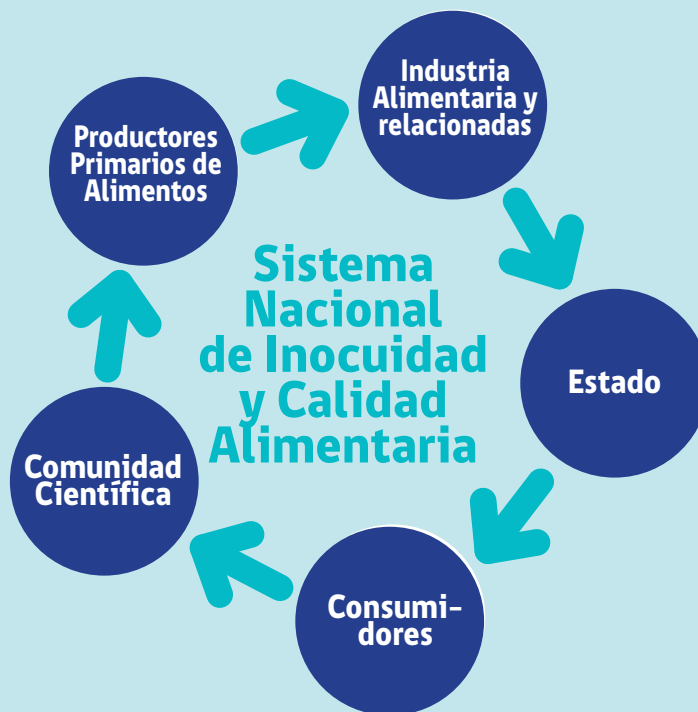 Industria
Alimentaria y
relacionadas
Productores
Primarios de
Alimentos
Sistema
Nacional
de Inocuidad
y Calidad
Alimentaria
Estado
Comunidad
Científica
Consumi-
dores